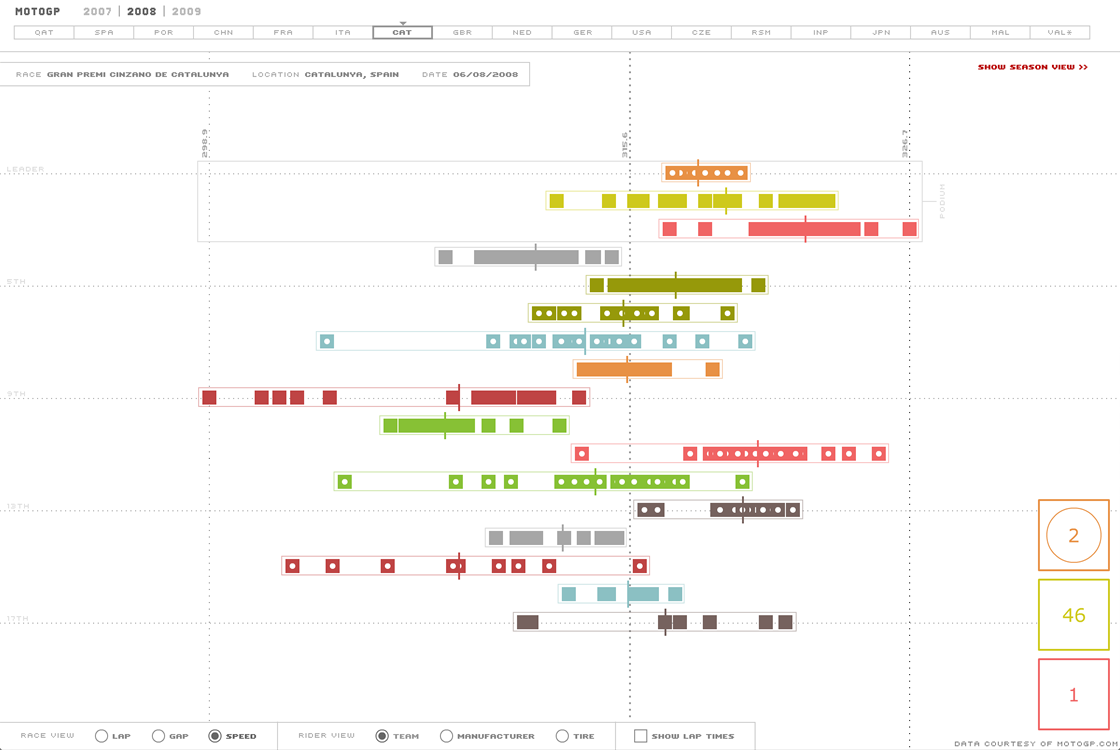 MOTOGP 2007 | 2008 | 2009
QAT SPA POR CHN FRA ITA CAT GBR NED GER USA CZE RSM INP JPN AUS MAL VAL*
RACE GRAN PREMI CINZANO DE CATALUNYA LOCATION CATALUNYA, SPAIN DATE 06/08/2008
SHOW SEASON VIEW >>
298.9 315.6 326.7
LEADER
PODIUM
5TH
9TH
13TH
17TH
2
46
1
RACE VIEW LAP GAP SPEED RIDER VIEW TEAM MANUFACTURER TIRE SHOW LAP TIMES
DATA COURTESY OF MOTOGP.COM